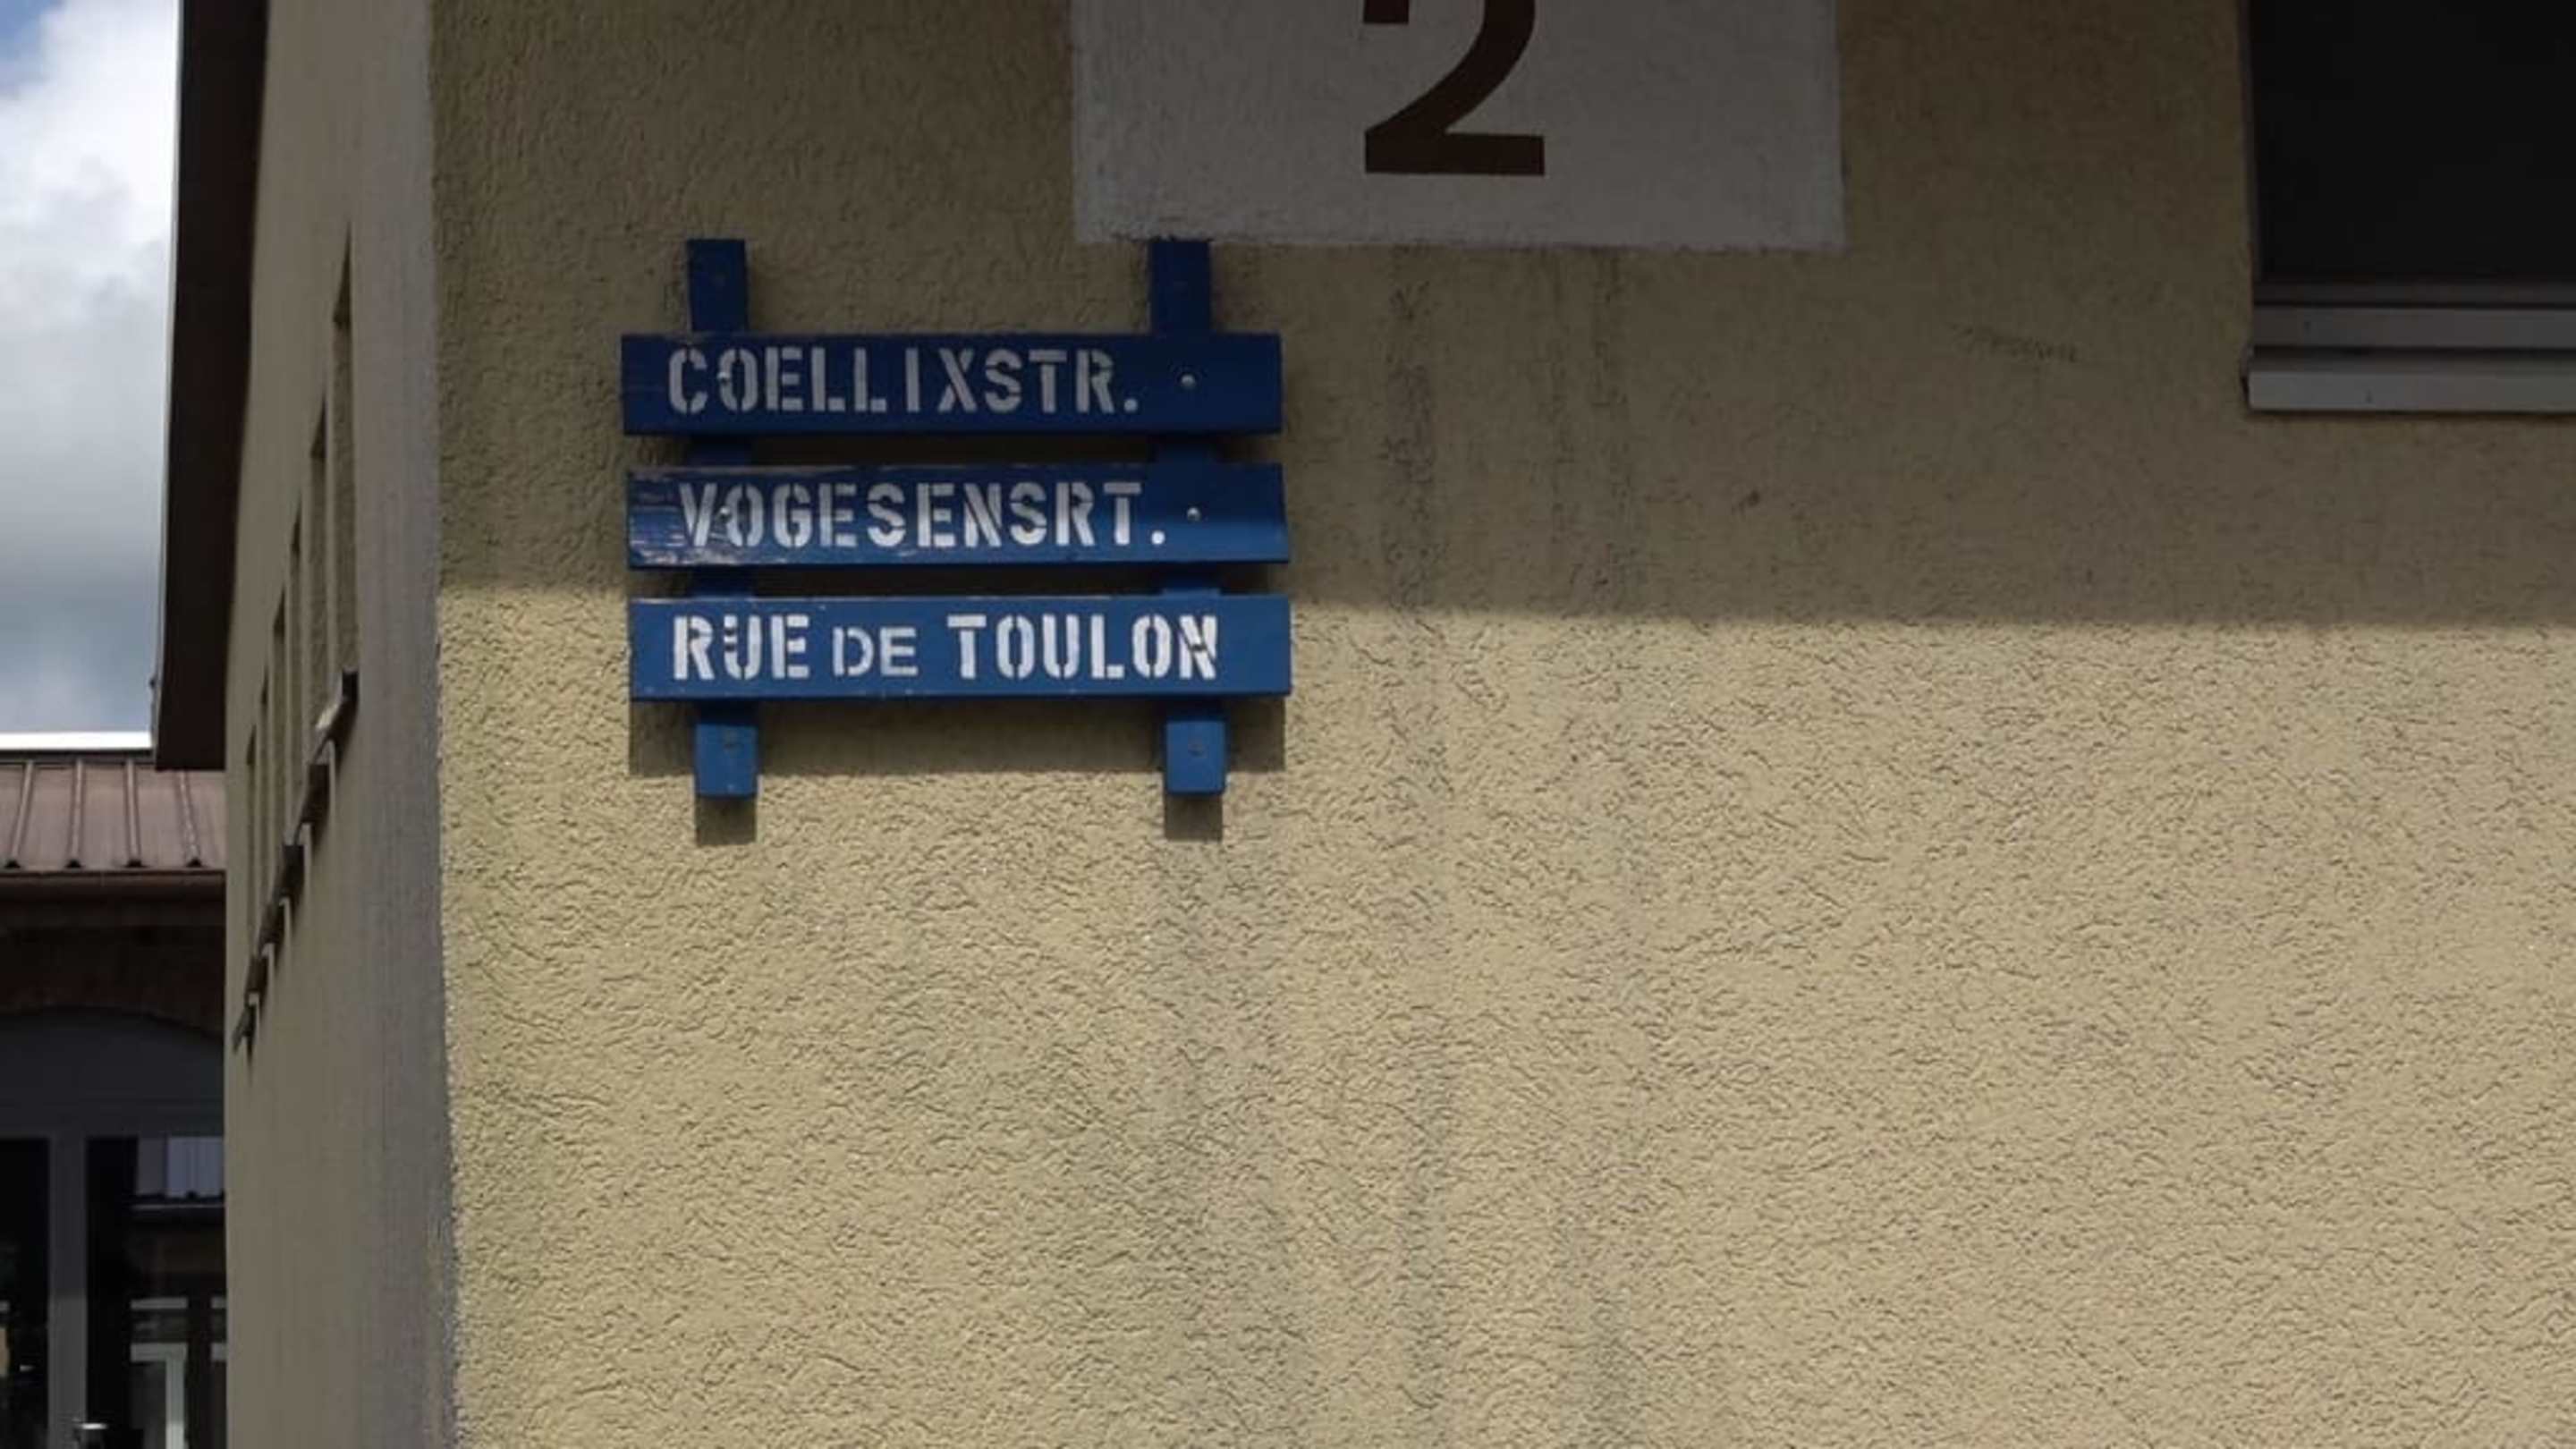 2
COELLIXSTR.
VOGESENSRT.
RUE DE TOULON